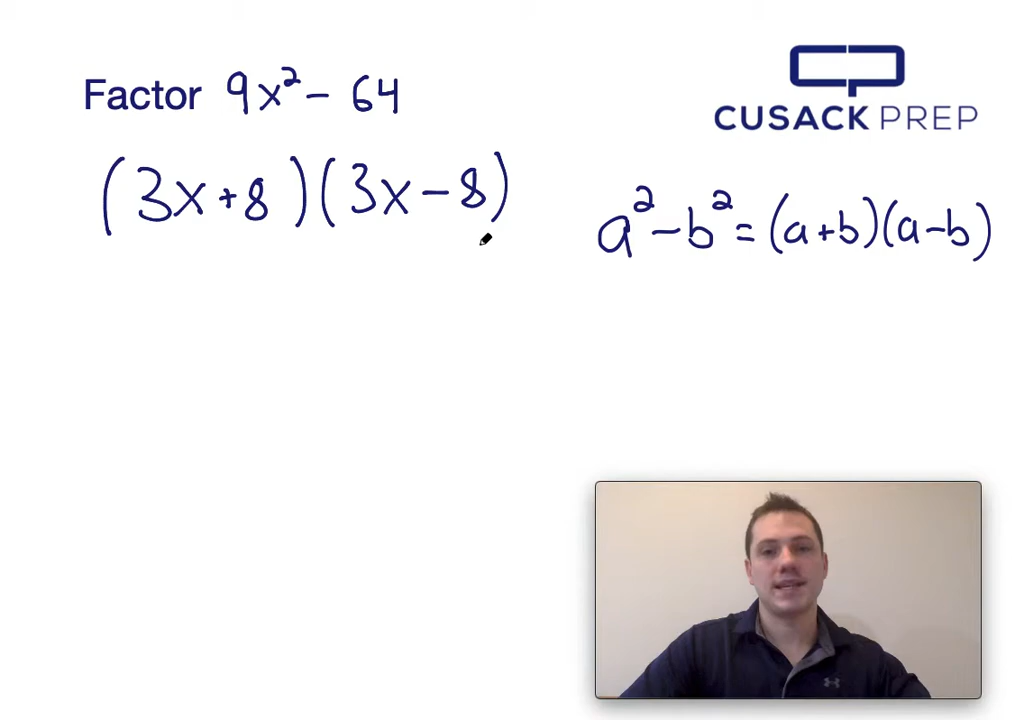 Factor 9x² - 64
CUSACK PREP
(3x+8)(3x-8)
a²-b²=(a+b)(a-b)